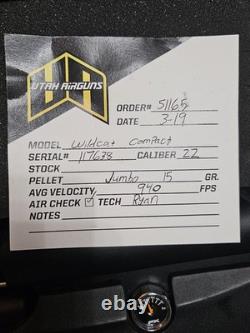 UTAH AIRGUNS
ORDER# 51165
DATE 3-19
MODEL Wildcat Compact
SERIAL# 117638 CALIBER 22
STOCK
PELLET Jumbo 15 GR.
AVG VELOCITY, 940 FPS
AIR CHECK ☑ TECH Ryan
NOTES